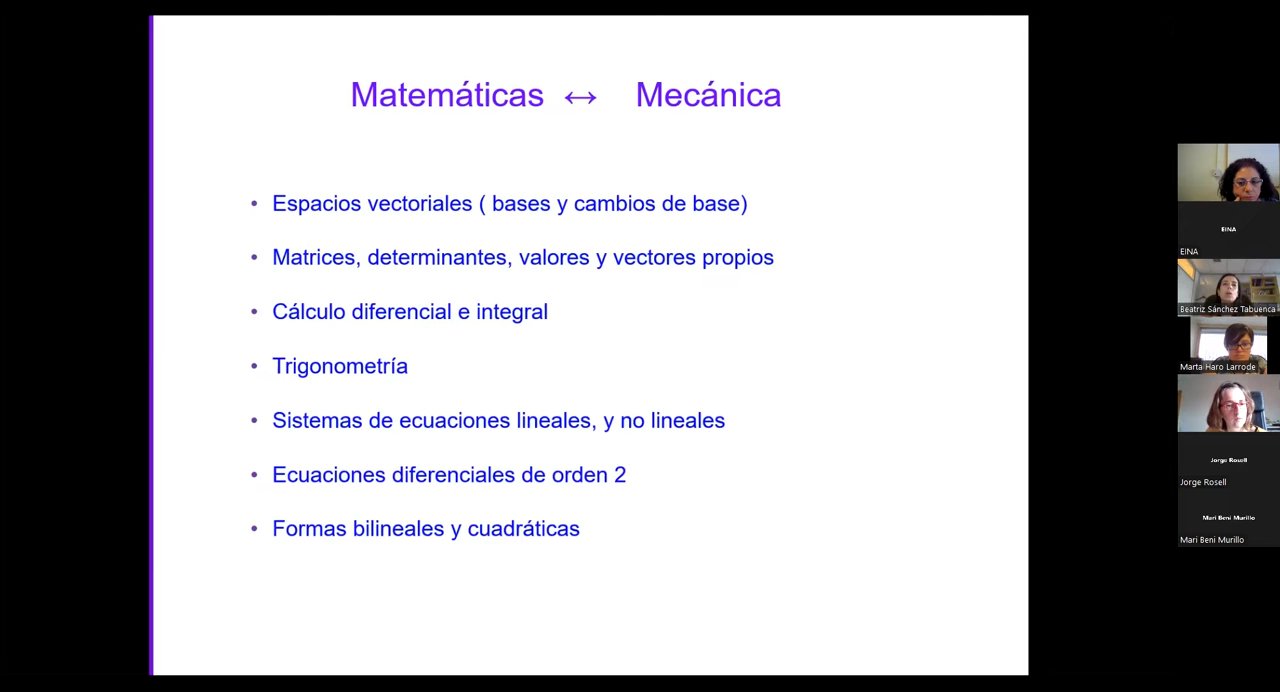 Matemáticas ↔ Mecánica
• Espacios vectoriales ( bases y cambios de base)
• Matrices, determinantes, valores y vectores propios
• Cálculo diferencial e integral
• Trigonometría
• Sistemas de ecuaciones lineales, y no lineales
• Ecuaciones diferenciales de orden 2
• Formas bilineales y cuadráticas
EINA
EINA
Beatriz Sánchez Tabuenca
Marta Haro Larrode
Jorge Rosell
Jorge Rosell
Mari Beni Murillo
Mari Beni Murillo